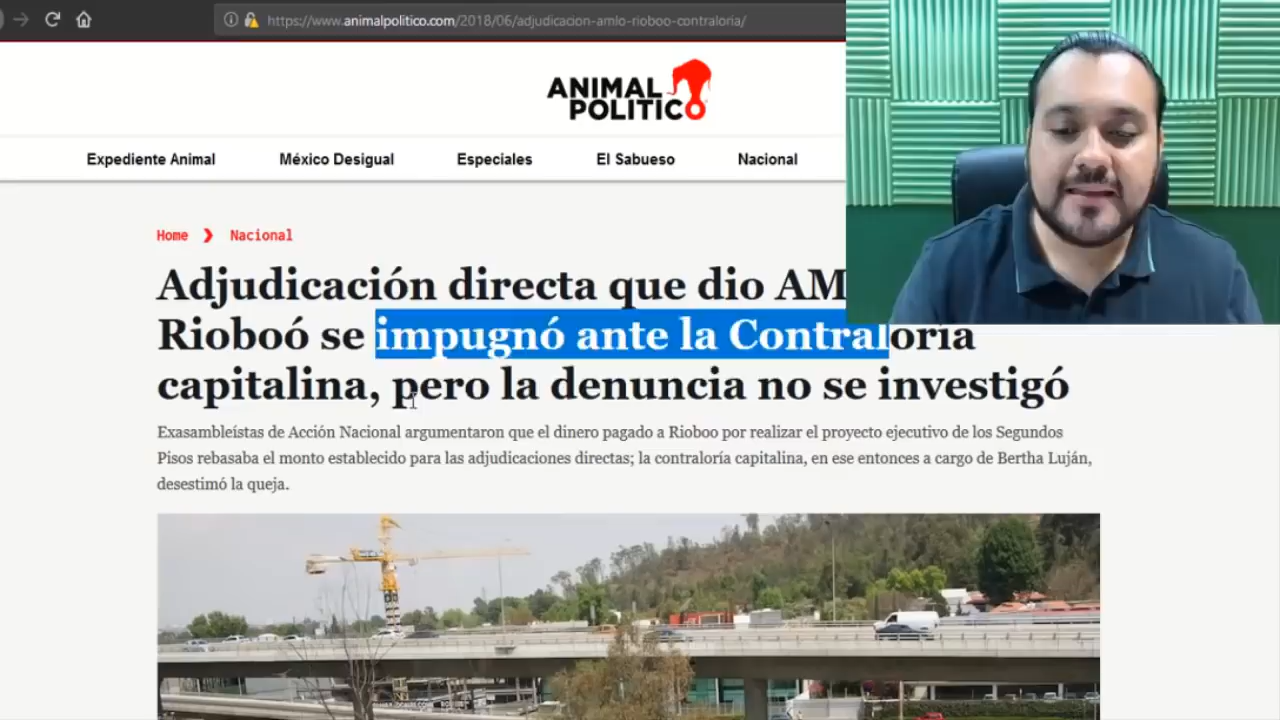 https://www.animalpolitico.com/2018/06/adjudicacion-amlo-rioboo-contraloria/
ANIMAL
POLITICO
Expediente Animal México Desigual Especiales El Sabueso Nacional
Home ❯ Nacional
Adjudicación directa que dio AM
Rioboó se impugnó ante la Contraloría
capitalina, pero la denuncia no se investigó
Exasambleístas de Acción Nacional argumentaron que el dinero pagado a Rioboo por realizar el proyecto ejecutivo de los Segundos
Pisos rebasaba el monto establecido para las adjudicaciones directas; la contraloría capitalina, en ese entonces a cargo de Bertha Luján,
desestimó la queja.